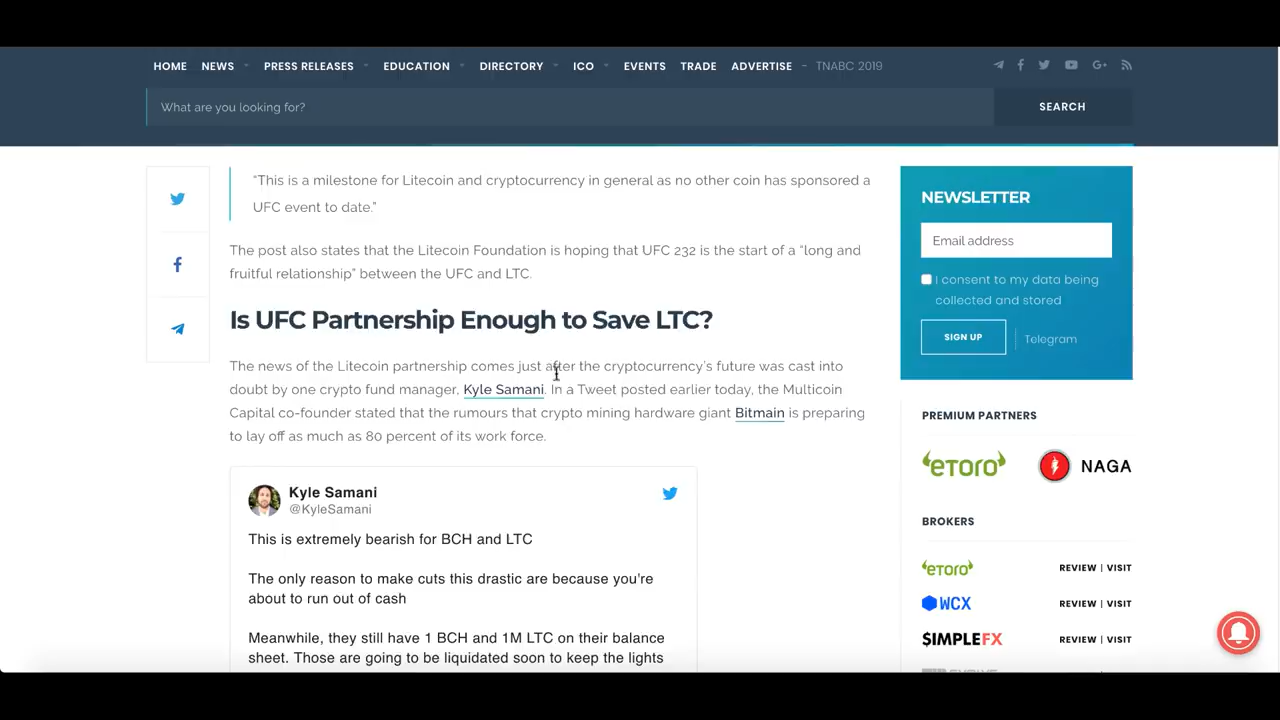 HOME NEWS PRESS RELEASES EDUCATION DIRECTORY ICO EVENTS TRADE ADVERTISE - TNABC 2019
What are you looking for? SEARCH
“This is a milestone for Litecoin and cryptocurrency in general as no other coin has sponsored a
UFC event to date.”
The post also states that the Litecoin Foundation is hoping that UFC 232 is the start of a “long and
fruitful relationship” between the UFC and LTC.
Is UFC Partnership Enough to Save LTC?
The news of the Litecoin partnership comes just after the cryptocurrency’s future was cast into
doubt by one crypto fund manager, Kyle Samani. In a Tweet posted earlier today, the Multicoin
Capital co-founder stated that the rumours that crypto mining hardware giant Bitmain is preparing
to lay off as much as 80 percent of its work force.
Kyle Samani
@KyleSamani
This is extremely bearish for BCH and LTC
The only reason to make cuts this drastic are because you're
about to run out of cash
Meanwhile, they still have 1 BCH and 1M LTC on their balance
sheet. Those are going to be liquidated soon to keep the lights
NEWSLETTER
Email address
I consent to my data being
collected and stored
SIGN UP Telegram
PREMIUM PARTNERS
eToro NAGA
BROKERS
eToro REVIEW | VISIT
WCX REVIEW | VISIT
$IMPLEFX REVIEW | VISIT